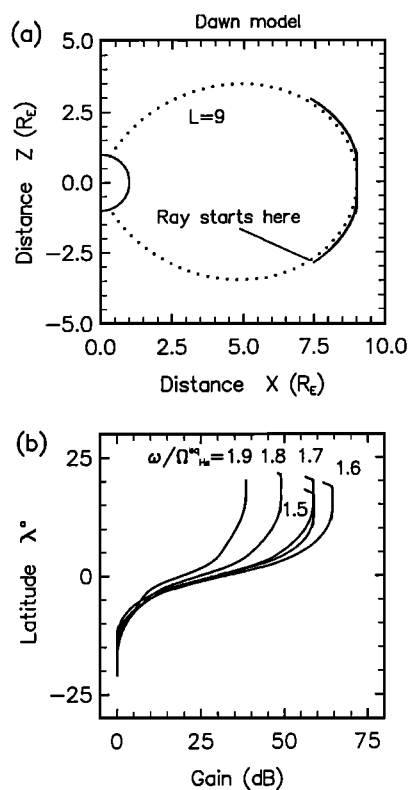 (a)
Dawn model
5.0
2.5
0.0
-2.5
-5.0
Distance Z (R_E)
L=9
Ray starts here
0.0 2.5 5.0 7.5 10.0
Distance X (R_E)
(b)
25
0
-25
Latitude λ°
ω/Ω^eq_He=1.9 1.8 1.7 1.6
1.5
0 25 50 75
Gain (dB)